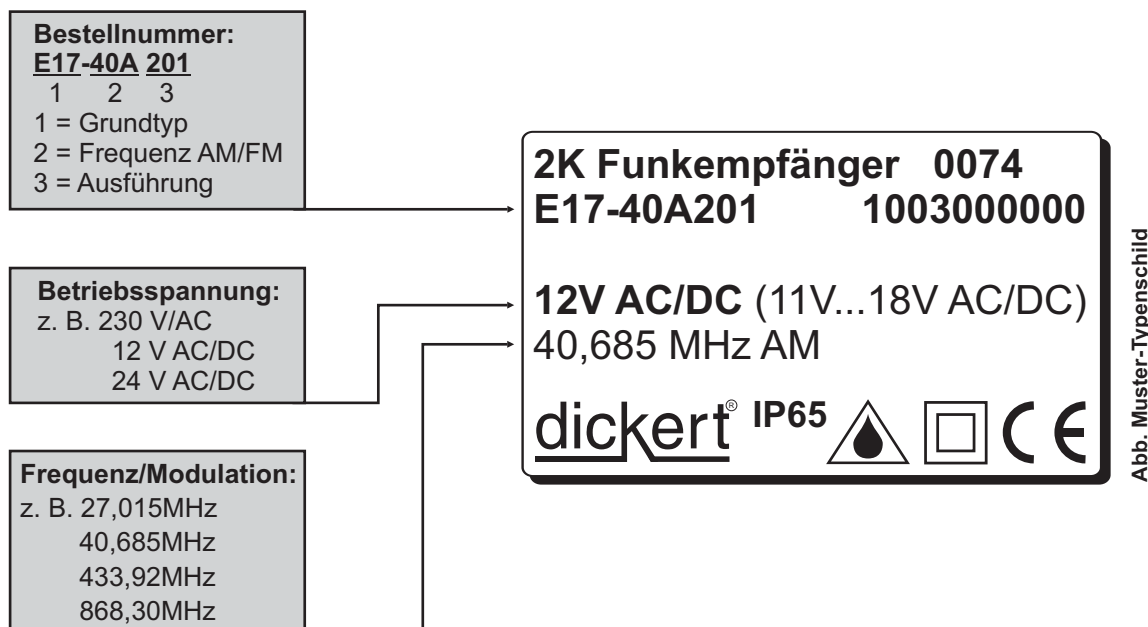 Bestellnummer:
E17-40A 201
1 2 3
1 = Grundtyp
2 = Frequenz AM/FM
3 = Ausführung
Betriebsspannung:
z. B. 230 V/AC
12 V AC/DC
24 V AC/DC
Frequenz/Modulation:
z. B. 27,015MHz
40,685MHz
433,92MHz
868,30MHz
2K Funkempfänger 0074
E17-40A201 1003000000
12V AC/DC (11V...18V AC/DC)
40,685 MHz AM
dickert® IP65 CE
Abb. Muster-Typenschild